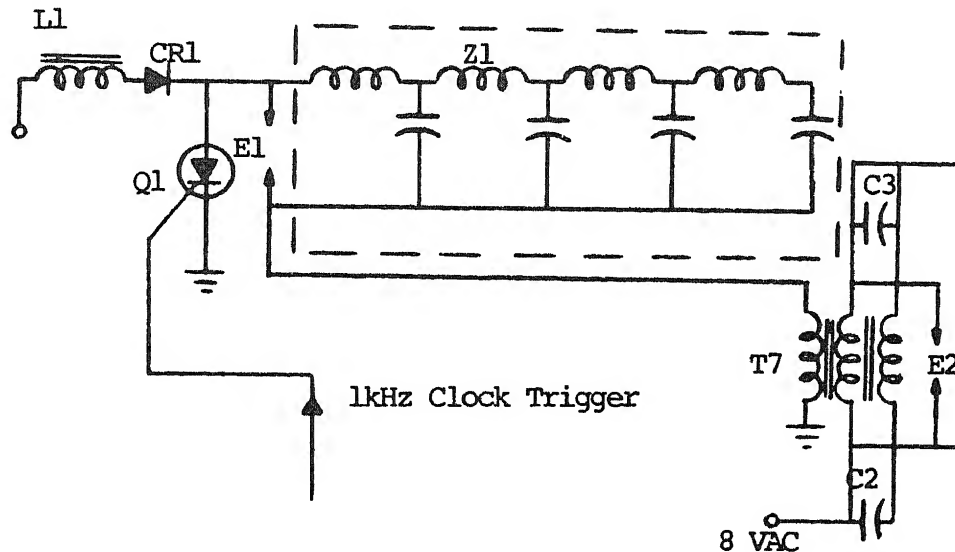 L1
CR1
Z1
E1
Q1
C3
T7
E2
1kHz Clock Trigger
C2
8 VAC